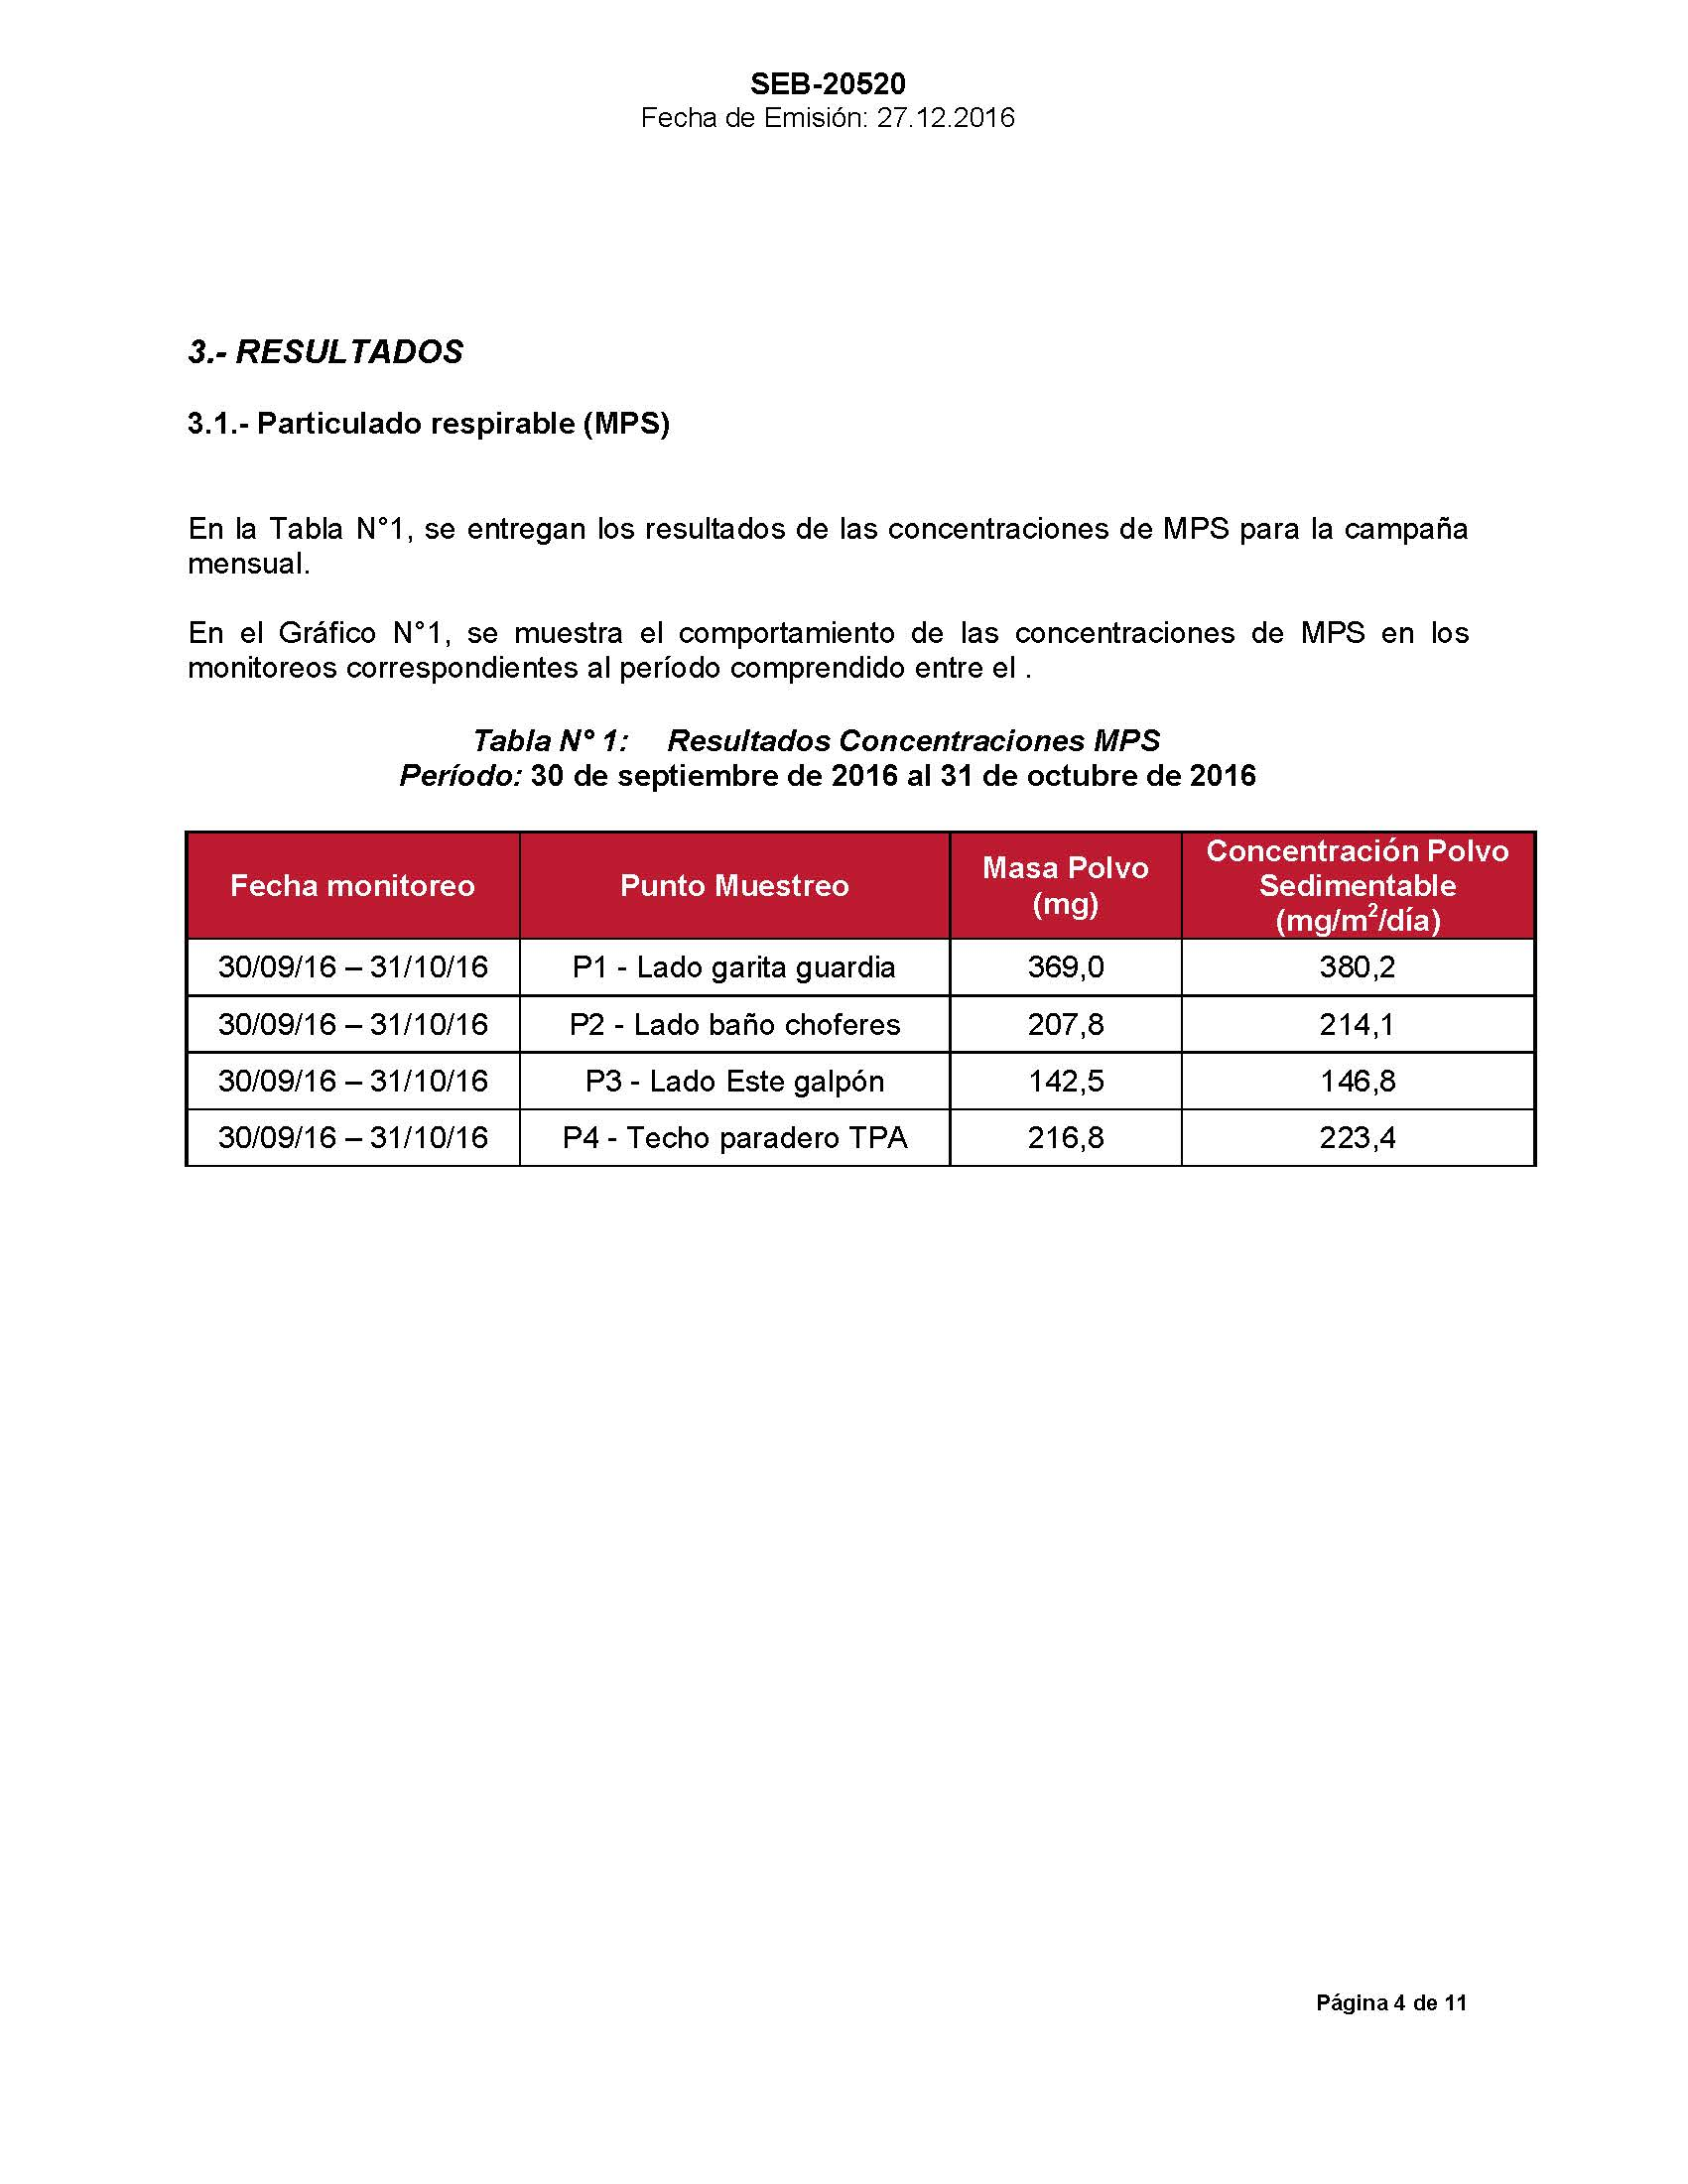 SEB-20520
Fecha de Emisión: 27.12.2016
3.- RESULTADOS
3.1.- Particulado respirable (MPS)
En la Tabla N°1, se entregan los resultados de las concentraciones de MPS para la campaña
mensual.
En el Gráfico N°1, se muestra el comportamiento de las concentraciones de MPS en los
monitoreos correspondientes al período comprendido entre el .
Tabla N° 1: Resultados Concentraciones MPS
Período: 30 de septiembre de 2016 al 31 de octubre de 2016
Fecha monitoreo Punto Muestreo Masa Polvo (mg) Concentración Polvo Sedimentable (mg/m²/día)
30/09/16 – 31/10/16 P1 - Lado garita guardia 369,0 380,2
30/09/16 – 31/10/16 P2 - Lado baño choferes 207,8 214,1
30/09/16 – 31/10/16 P3 - Lado Este galpón 142,5 146,8
30/09/16 – 31/10/16 P4 - Techo paradero TPA 216,8 223,4
Página 4 de 11